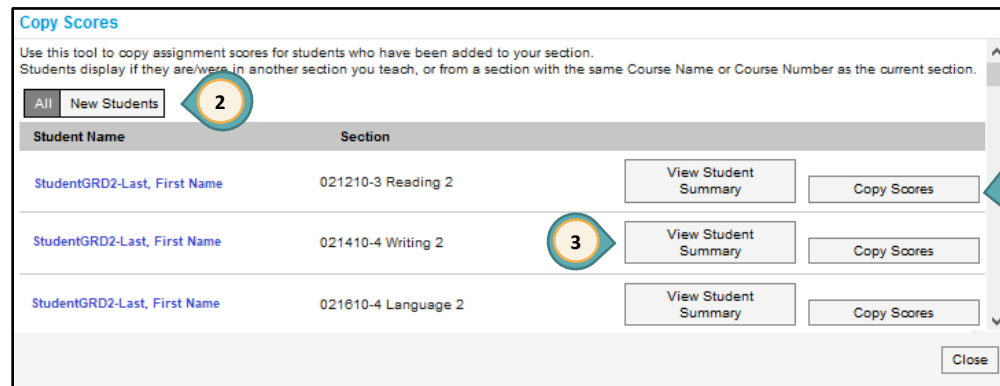 Copy Scores
Use this tool to copy assignment scores for students who have been added to your section.
Students display if they are/were in another section you teach, or from a section with the same Course Name or Course Number as the current section.
All New Students 2
Student Name Section
StudentGRD2-Last, First Name 021210-3 Reading 2 View Student Summary Copy Scores
StudentGRD2-Last, First Name 021410-4 Writing 2 3 View Student Summary Copy Scores
StudentGRD2-Last, First Name 021610-4 Language 2 View Student Summary Copy Scores
Close